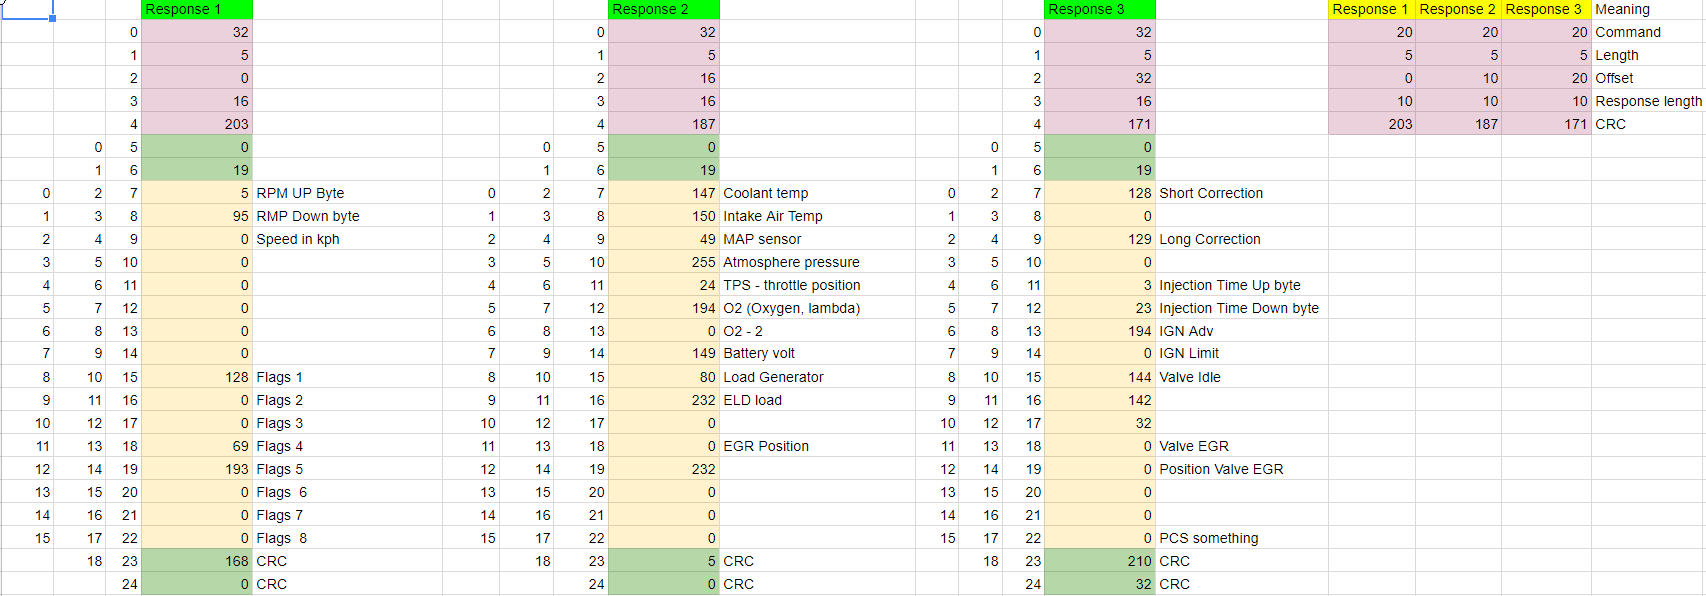 Response 1 Response 2 Response 3 Response 1 Response 2 Response 3 Meaning
0 32 0 32 0 32 20 20 20 Command
1 5 1 5 1 5 5 5 5 Length
2 0 2 16 2 32 0 10 20 Offset
3 16 3 16 3 16 10 10 10 Response length
4 203 4 187 4 171 203 187 171 CRC
0 5 0 0 5 0 0 5 0
1 6 19 1 6 19 1 6 19
0 2 7 5 RPM UP Byte 0 2 7 147 Coolant temp 0 2 7 128 Short Correction
1 3 8 95 RMP Down byte 1 3 8 150 Intake Air Temp 1 3 8 0
2 4 9 0 Speed in kph 2 4 9 49 MAP sensor 2 4 9 129 Long Correction
3 5 10 0 3 5 10 255 Atmosphere pressure 3 5 10 0
4 6 11 0 4 6 11 24 TPS - throttle position 4 6 11 3 Injection Time Up byte
5 7 12 0 5 7 12 194 O2 (Oxygen, lambda) 5 7 12 23 Injection Time Down byte
6 8 13 0 6 8 13 0 O2 - 2 6 8 13 194 IGN Adv
7 9 14 0 7 9 14 149 Battery volt 7 9 14 0 IGN Limit
8 10 15 128 Flags 1 8 10 15 80 Load Generator 8 10 15 144 Valve Idle
9 11 16 0 Flags 2 9 11 16 232 ELD load 9 11 16 142
10 12 17 0 Flags 3 10 12 17 0 10 12 17 32
11 13 18 69 Flags 4 11 13 18 0 EGR Position 11 13 18 0 Valve EGR
12 14 19 193 Flags 5 12 14 19 232 12 14 19 0 Position Valve EGR
13 15 20 0 Flags 6 13 15 20 0 13 15 20 0
14 16 21 0 Flags 7 14 16 21 0 14 16 21 0
15 17 22 0 Flags 8 15 17 22 0 15 17 22 0 PCS something
18 23 168 CRC 18 23 5 CRC 18 23 210 CRC
24 0 CRC 24 0 CRC 24 32 CRC